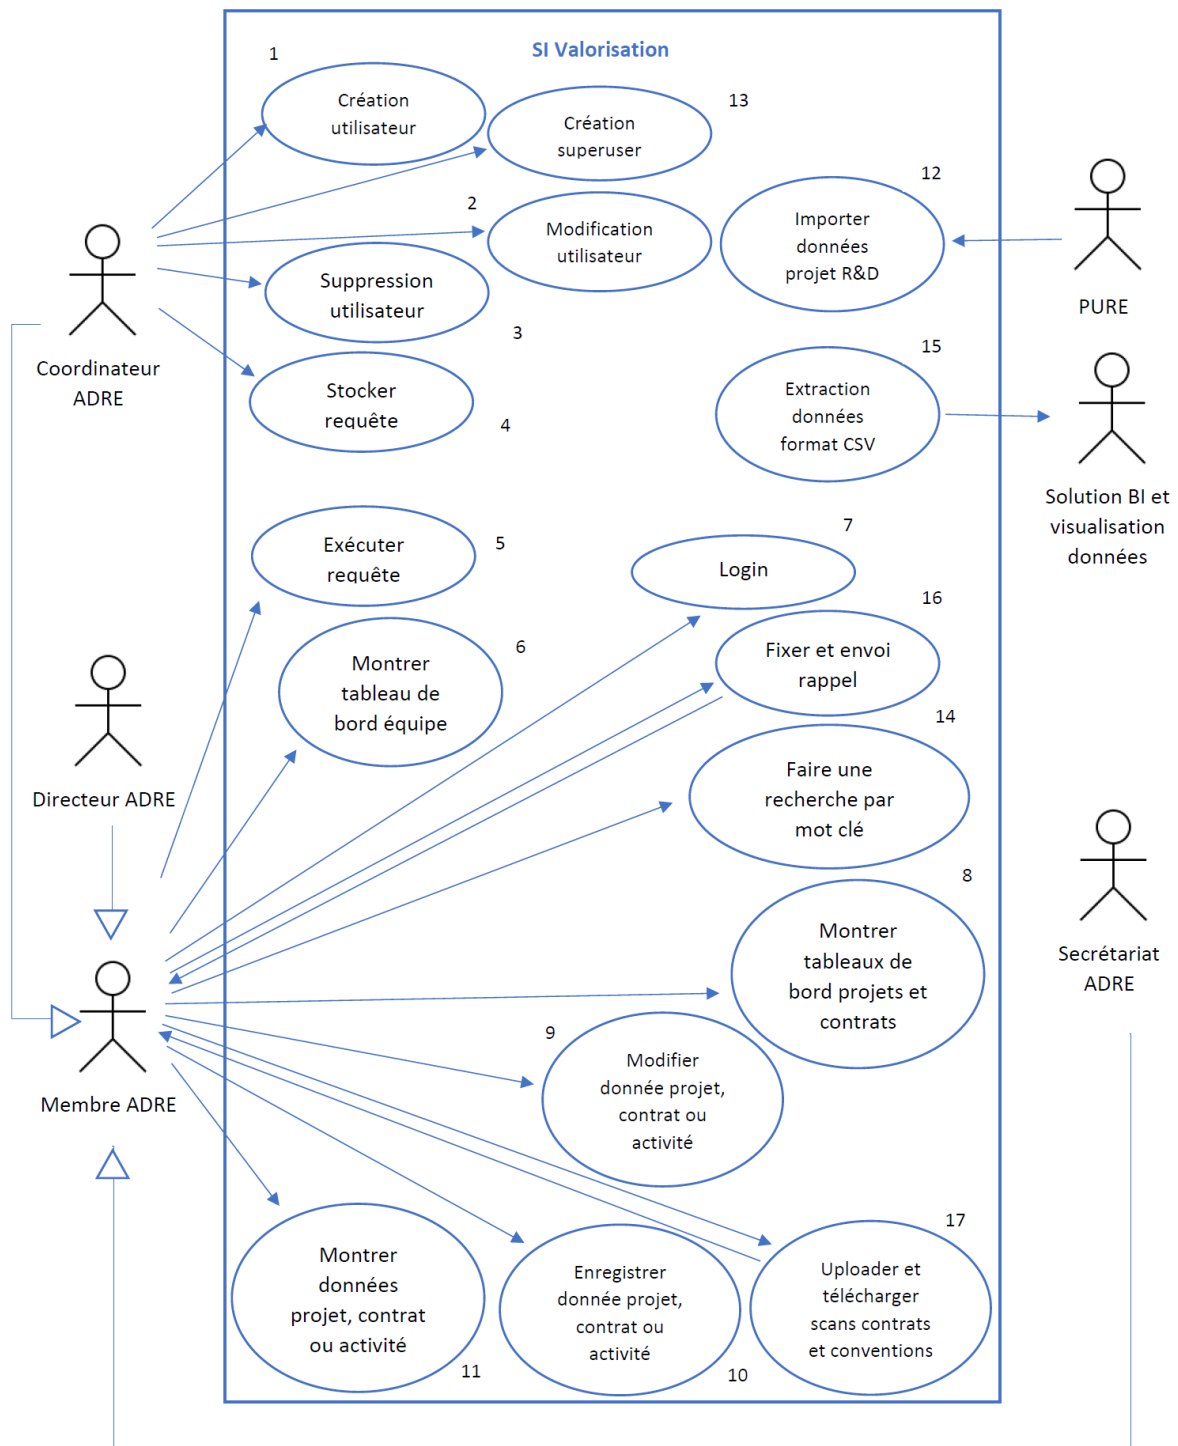 SI Valorisation
1
Création
utilisateur
13
Création
superuser
2
Modification
utilisateur
12
Importer
données
projet R&D
PURE
Coordinateur
ADRE
Suppression
utilisateur
3
Stocker
requête
4
15
Extraction
données
format CSV
Solution BI et
visualisation
données
Exécuter
requête
5
7
Login
6
Montrer
tableau de
bord équipe
16
Fixer et envoi
rappel
Directeur ADRE
14
Faire une
recherche par
mot clé
8
Montrer
tableaux de
bord projets et
contrats
Secrétariat
ADRE
Membre ADRE
9
Modifier
donnée projet,
contrat ou
activité
Montrer
données
projet, contrat
ou activité
11
Enregistrer
donnée projet,
contrat ou
activité
10
17
Uploader et
télécharger
scans contrats
et conventions